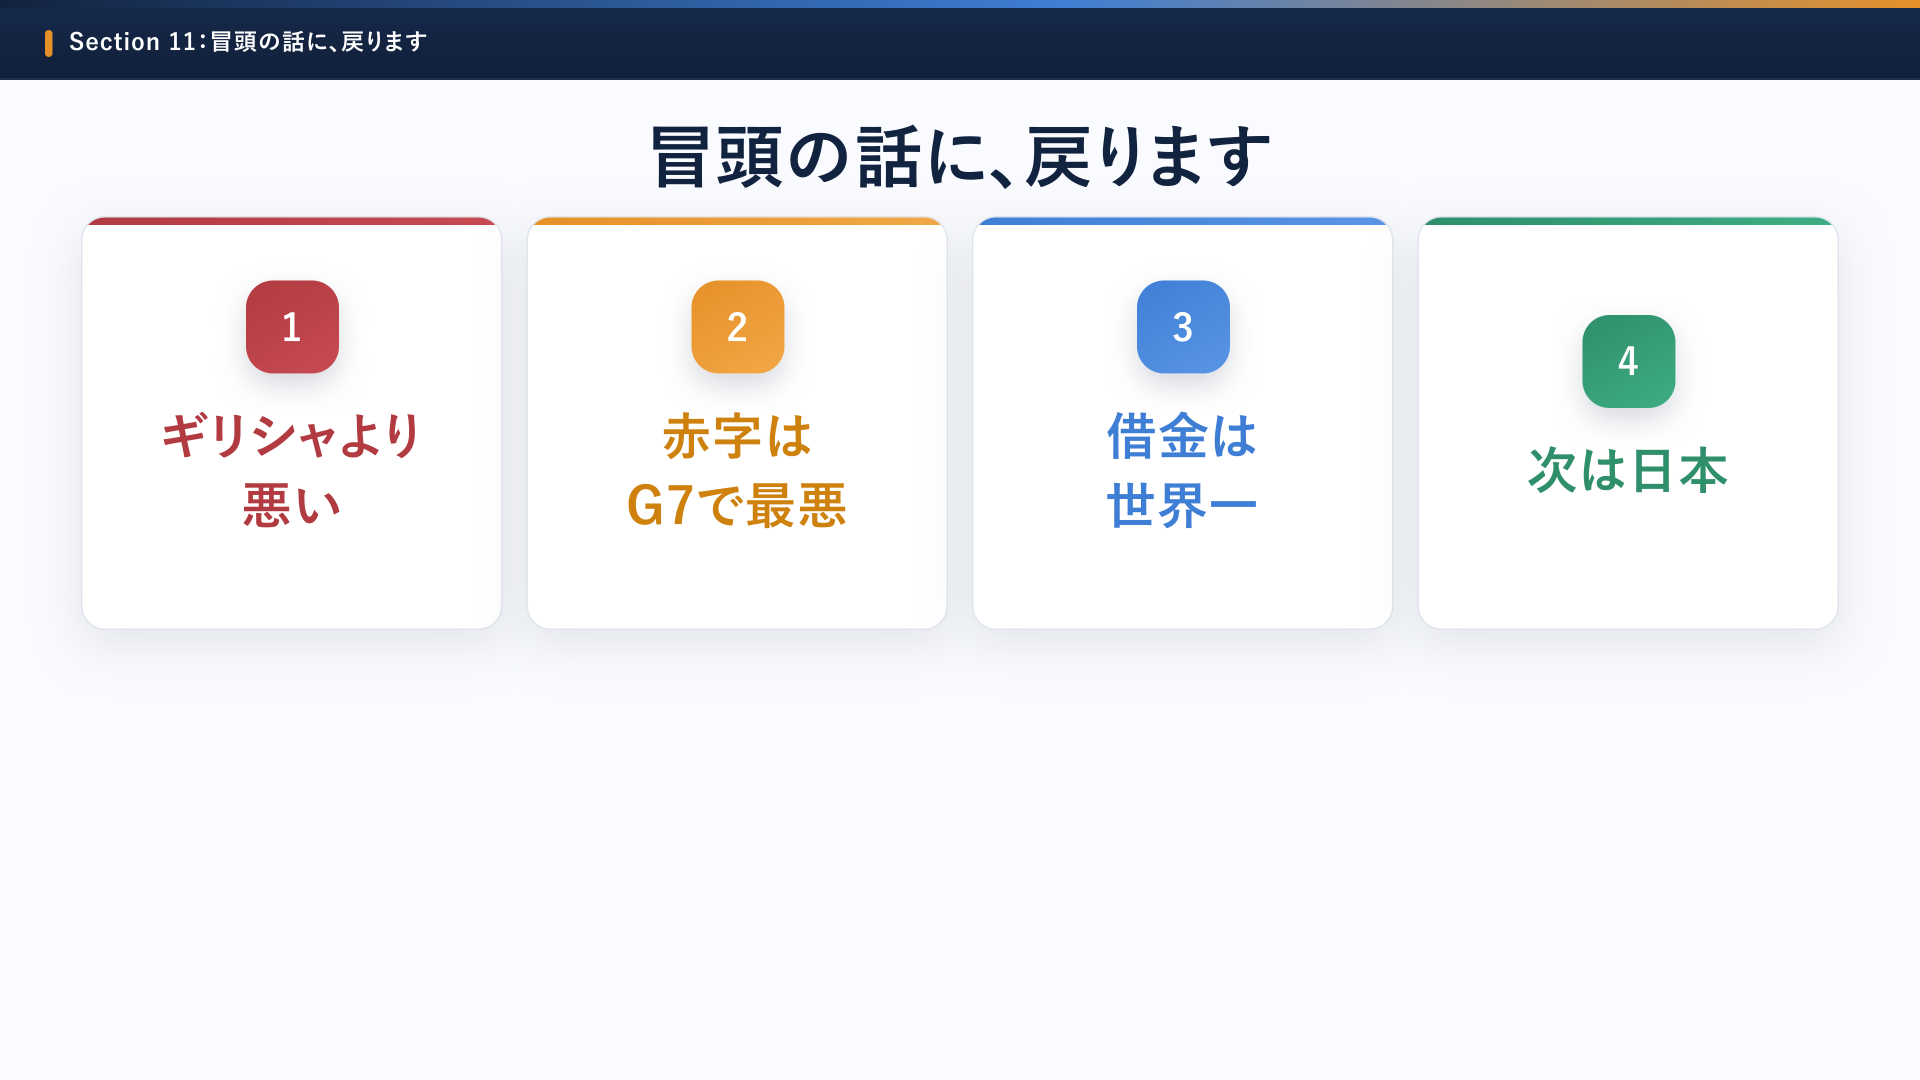 Section 11：冒頭の話に、戻ります
冒頭の話に、戻ります
1
ギリシャより
悪い
2
赤字は
G7で最悪
3
借金は
世界一
4
次は日本